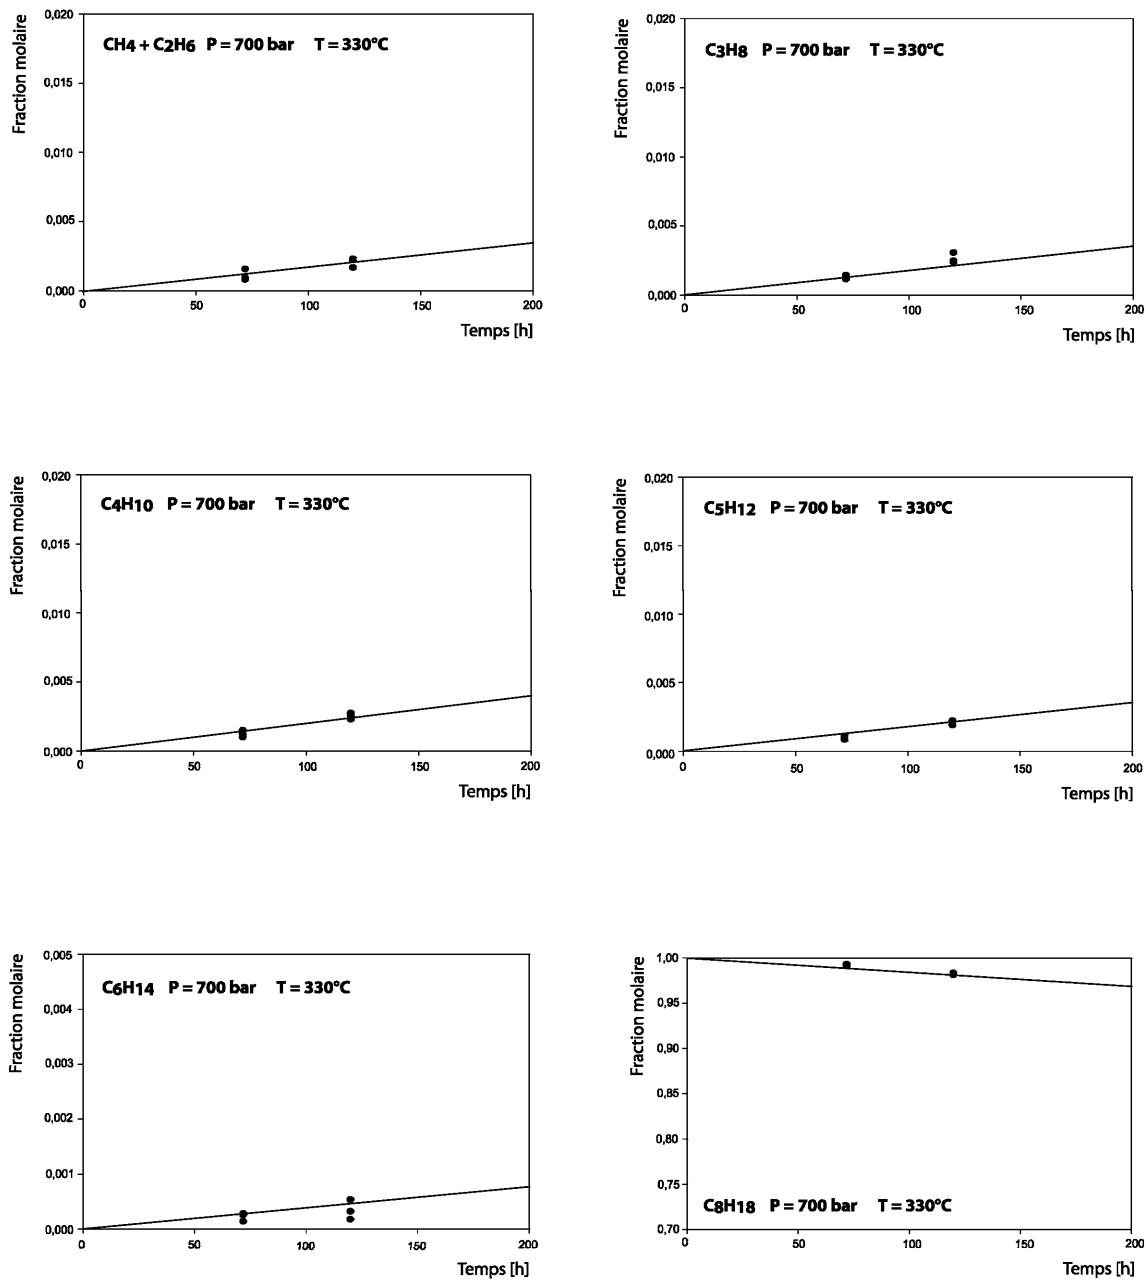 CH4 + C2H6 P = 700 bar T = 330°C
Fraction molaire
0,020
0,015
0,010
0,005
0,000
0 50 100 150 200
Temps [h]
C3H8 P = 700 bar T = 330°C
Fraction molaire
0,020
0,015
0,010
0,005
0,000
0 50 100 150 200
Temps [h]
C4H10 P = 700 bar T = 330°C
Fraction molaire
0,020
0,015
0,010
0,005
0,000
0 50 100 150 200
Temps [h]
C5H12 P = 700 bar T = 330°C
Fraction molaire
0,020
0,015
0,010
0,005
0,000
0 50 100 150 200
Temps [h]
C6H14 P = 700 bar T = 330°C
Fraction molaire
0,005
0,004
0,003
0,002
0,001
0,000
0 50 100 150 200
Temps [h]
Fraction molaire
1,00
0,95
0,90
0,85
0,80
0,75
0,70
C8H18 P = 700 bar T = 330°C
0 50 100 150 200
Temps [h]